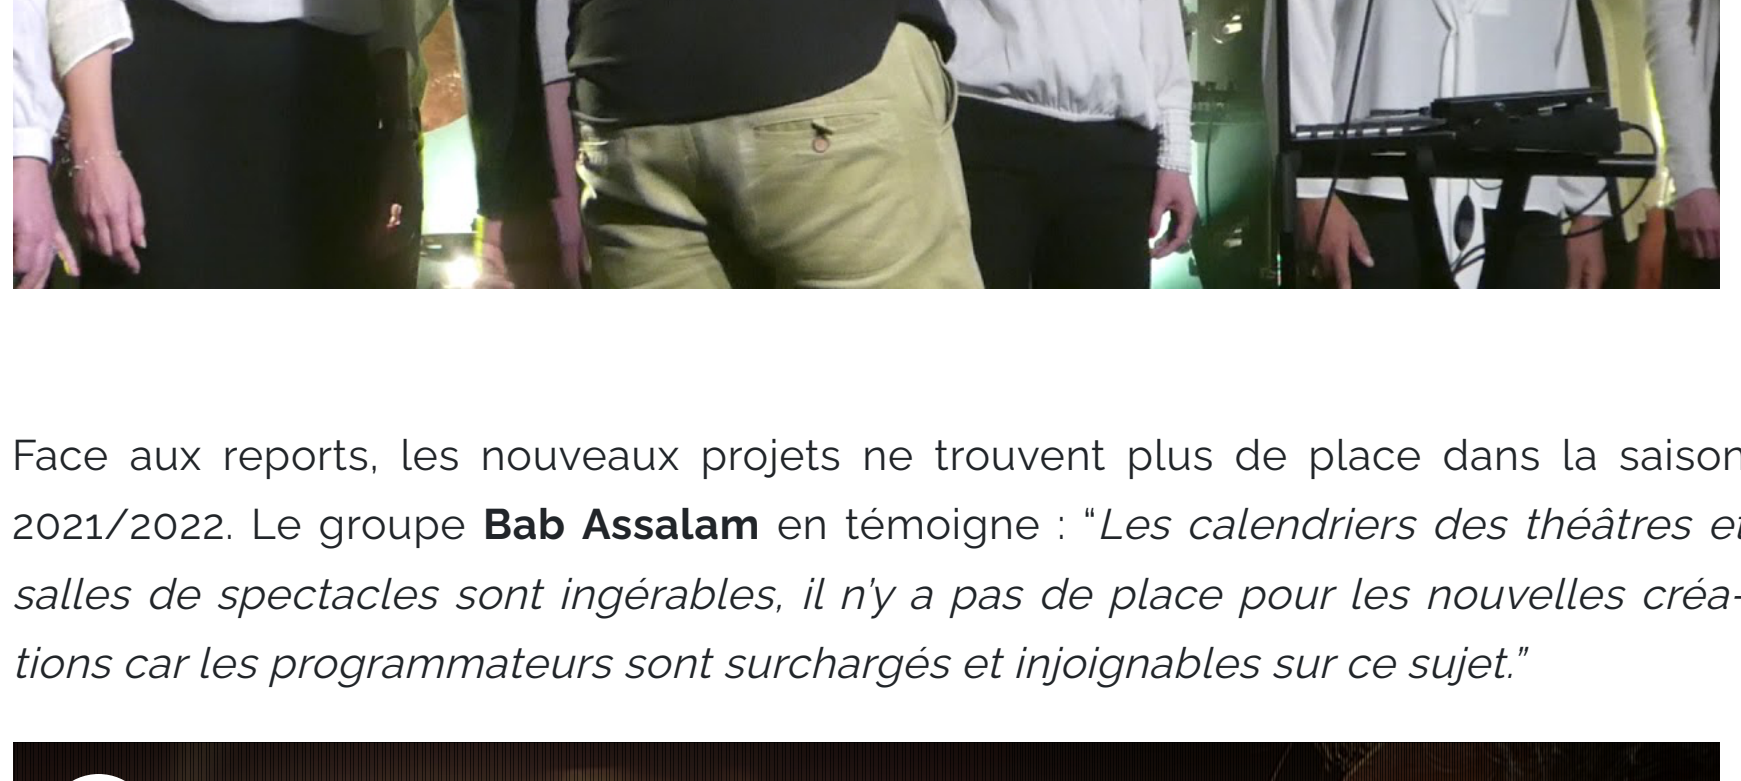 Face aux reports, les nouveaux projets ne trouvent plus de place dans la saison
2021/2022. Le groupe Bab Assalam en témoigne : “Les calendriers des théâtres et
salles de spectacles sont ingérables, il n’y a pas de place pour les nouvelles créa-
tions car les programmateurs sont surchargés et injoignables sur ce sujet.”